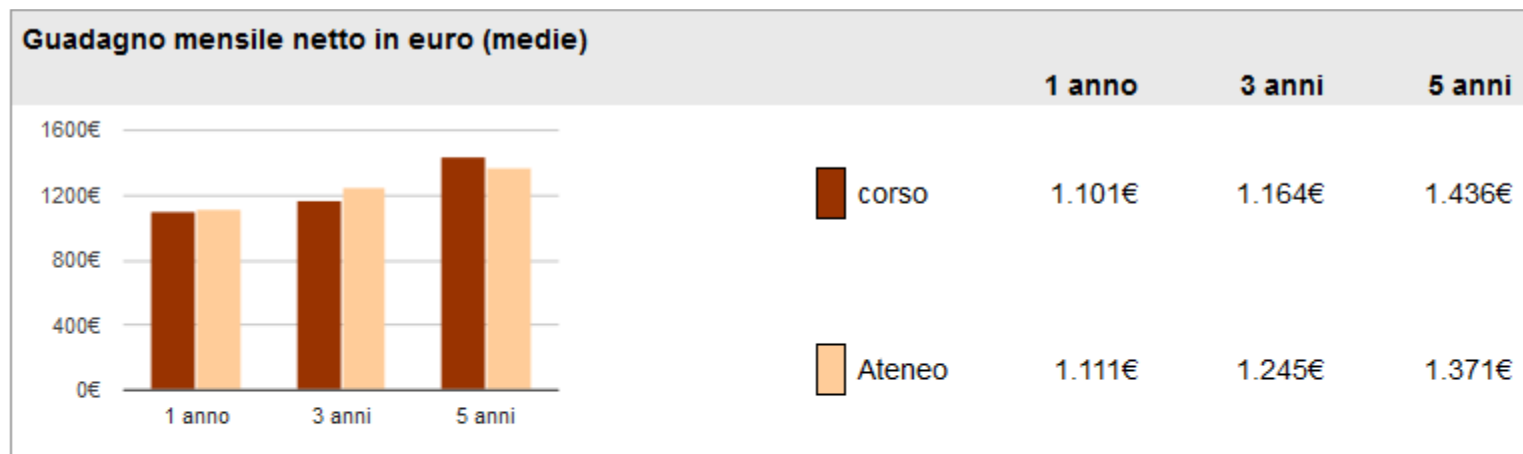 Guadagno mensile netto in euro (medie)
1 anno 3 anni 5 anni
1600€
1200€
800€
400€
0€
1 anno 3 anni 5 anni
corso 1.101€ 1.164€ 1.436€
Ateneo 1.111€ 1.245€ 1.371€